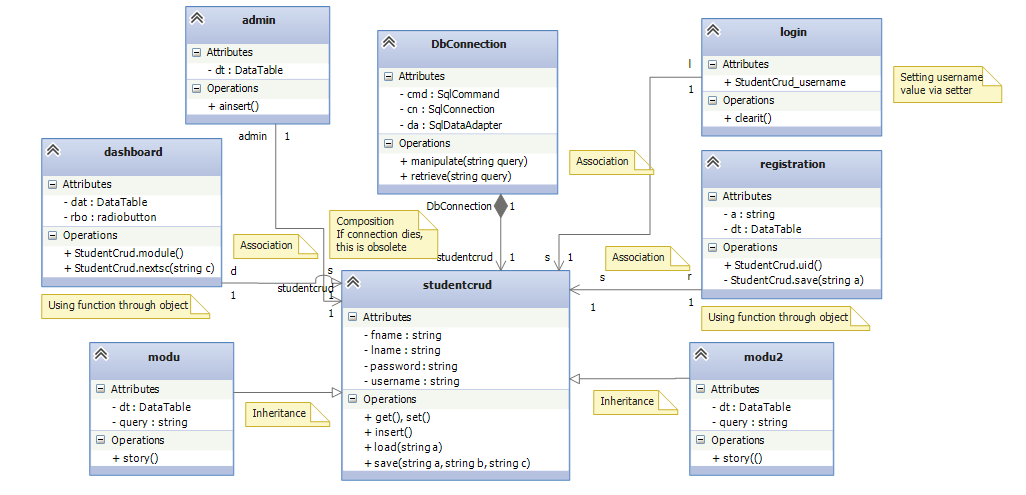 admin
Attributes
- dt : DataTable
Operations
+ ainsert()
admin
1
DbConnection
Attributes
- cmd : SqlCommand
- cn : SqlConnection
- da : SqlDataAdapter
Operations
+ manipulate(string query)
+ retrieve(string query)
DbConnection
1
studentcrud
1
login
Attributes
+ StudentCrud_username
Operations
+ clearit()
l
1
s
1
Setting username
value via setter
Association
dashboard
Attributes
- dat : DataTable
- rbo : radiobutton
Operations
+ StudentCrud.module()
+ StudentCrud.nextsc(string c)
d
1
s
1
studentcrud
1
Association
Composition
If connection dies,
this is obsolete
Using function through object
registration
Attributes
- a : string
- dt : DataTable
Operations
+ StudentCrud.uid()
- StudentCrud.save(string a)
r
1
s
1
Association
Using function through object
studentcrud
Attributes
- fname : string
- lname : string
- password : string
- username : string
Operations
+ get(), set()
+ insert()
+ load(string a)
+ save(string a, string b, string c)
modu
Attributes
- dt : DataTable
- query : string
Operations
+ story()
Inheritance
modu2
Attributes
- dt : DataTable
- query : string
Operations
+ story(()
Inheritance